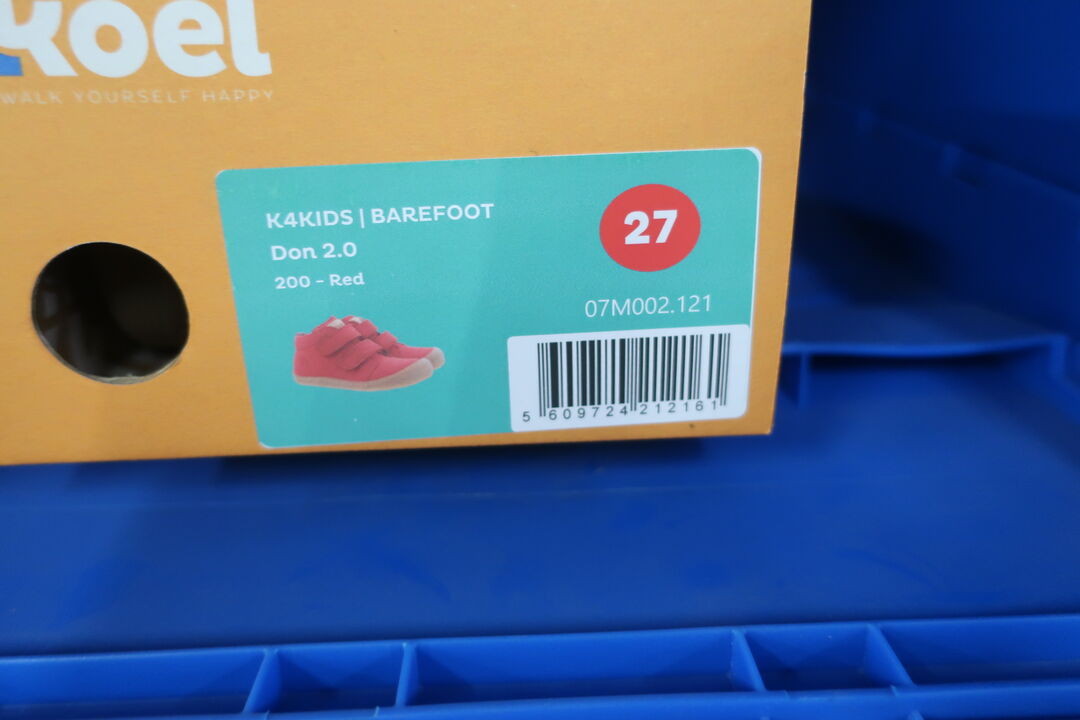 koel
WALK YOURSELF HAPPY
K4KIDS | BAREFOOT
Don 2.0
200 - Red
27
07M002.121
5 609724 212161